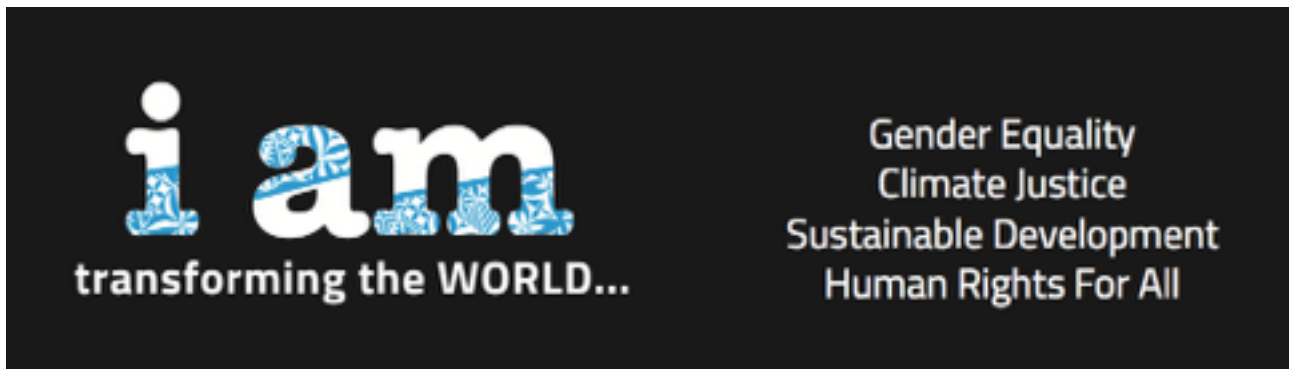 i am
transforming the WORLD...
Gender Equality
Climate Justice
Sustainable Development
Human Rights For All